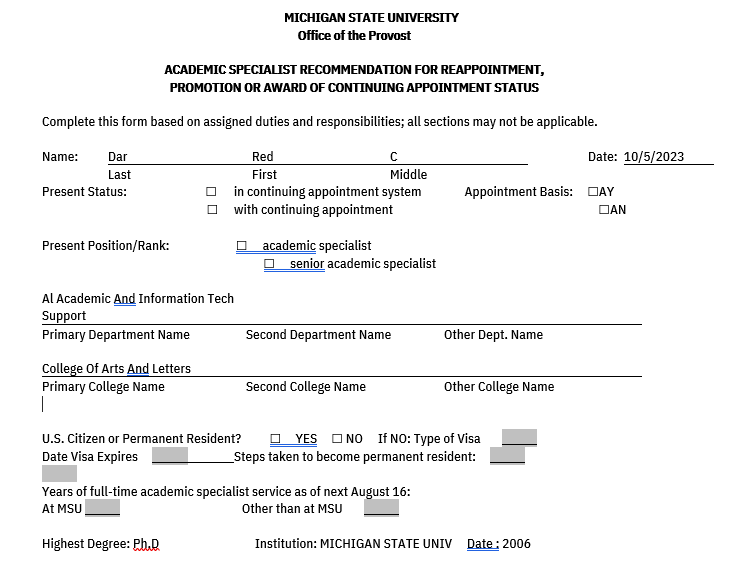 MICHIGAN STATE UNIVERSITY
Office of the Provost
ACADEMIC SPECIALIST RECOMMENDATION FOR REAPPOINTMENT,
PROMOTION OR AWARD OF CONTINUING APPOINTMENT STATUS
Complete this form based on assigned duties and responsibilities; all sections may not be applicable.
Name: Dar Red C Date: 10/5/2023
Last First Middle
Present Status: ☐ in continuing appointment system Appointment Basis: ☐AY
☐ with continuing appointment ☐AN
Present Position/Rank: ☐ academic specialist
☐ senior academic specialist
Al Academic And Information Tech
Support
Primary Department Name Second Department Name Other Dept. Name
College Of Arts And Letters
Primary College Name Second College Name Other College Name
U.S. Citizen or Permanent Resident? ☐ YES ☐ NO If NO: Type of Visa
Date Visa Expires Steps taken to become permanent resident:
Years of full-time academic specialist service as of next August 16:
At MSU Other than at MSU
Highest Degree: Ph.D Institution: MICHIGAN STATE UNIV Date : 2006